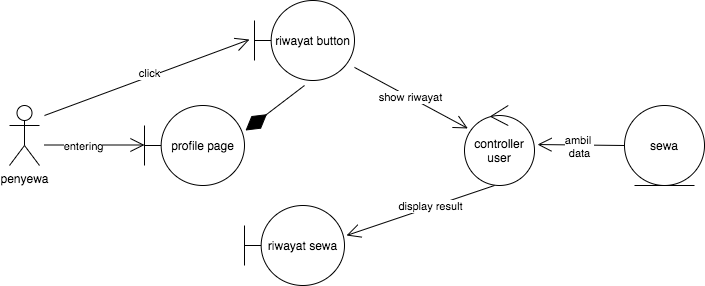 riwayat button
click
show riwayat
entering
profile page
controller
user
ambil
data
sewa
penyewa
display result
riwayat sewa